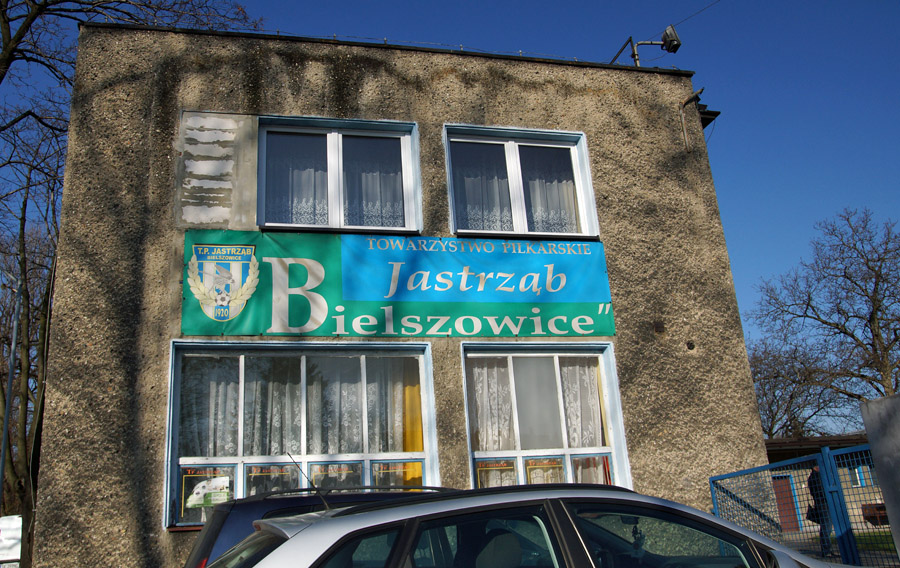 T.P. JASTRZĄB
BIELSZOWICE
1920
TOWARZYSTWO PIŁKARSKIE
Jastrząb
Bielszowice"